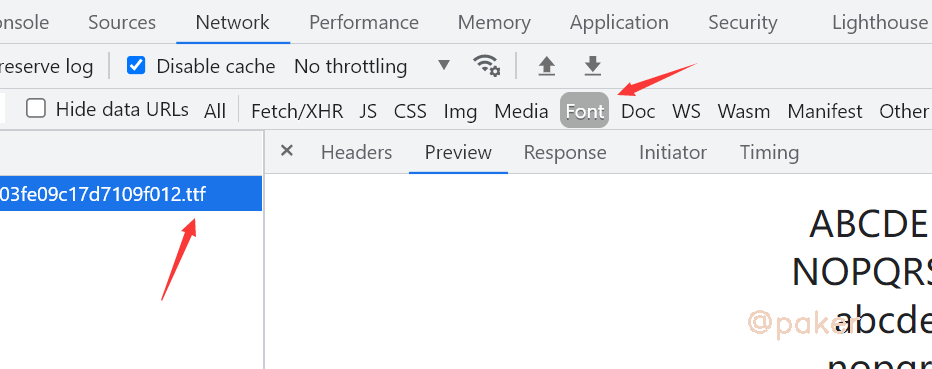 onsole Sources Network Performance Memory Application Security Lighthouse
reserve log Disable cache No throttling
Hide data URLs All Fetch/XHR JS CSS Img Media Font Doc WS Wasm Manifest Other
× Headers Preview Response Initiator Timing
03fe09c17d7109f012.ttf
ABCDE
NOPQRS
abcde
@paker
nopqr